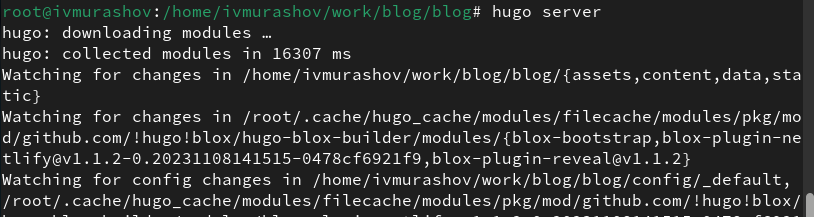 root@ivmurashov:/home/ivmurashov/work/blog/blog# hugo server
hugo: downloading modules …
hugo: collected modules in 16307 ms
Watching for changes in /home/ivmurashov/work/blog/blog/{assets,content,data,sta
tic}
Watching for changes in /root/.cache/hugo_cache/modules/filecache/modules/pkg/mo
d/github.com/!hugo!blox/hugo-blox-builder/modules/{blox-bootstrap,blox-plugin-ne
tlify@v1.1.2-0.20231108141515-0478cf6921f9,blox-plugin-reveal@v1.1.2}
Watching for config changes in /home/ivmurashov/work/blog/blog/config/_default,
/root/.cache/hugo_cache/modules/filecache/modules/pkg/mod/github.com/!hugo!blox/